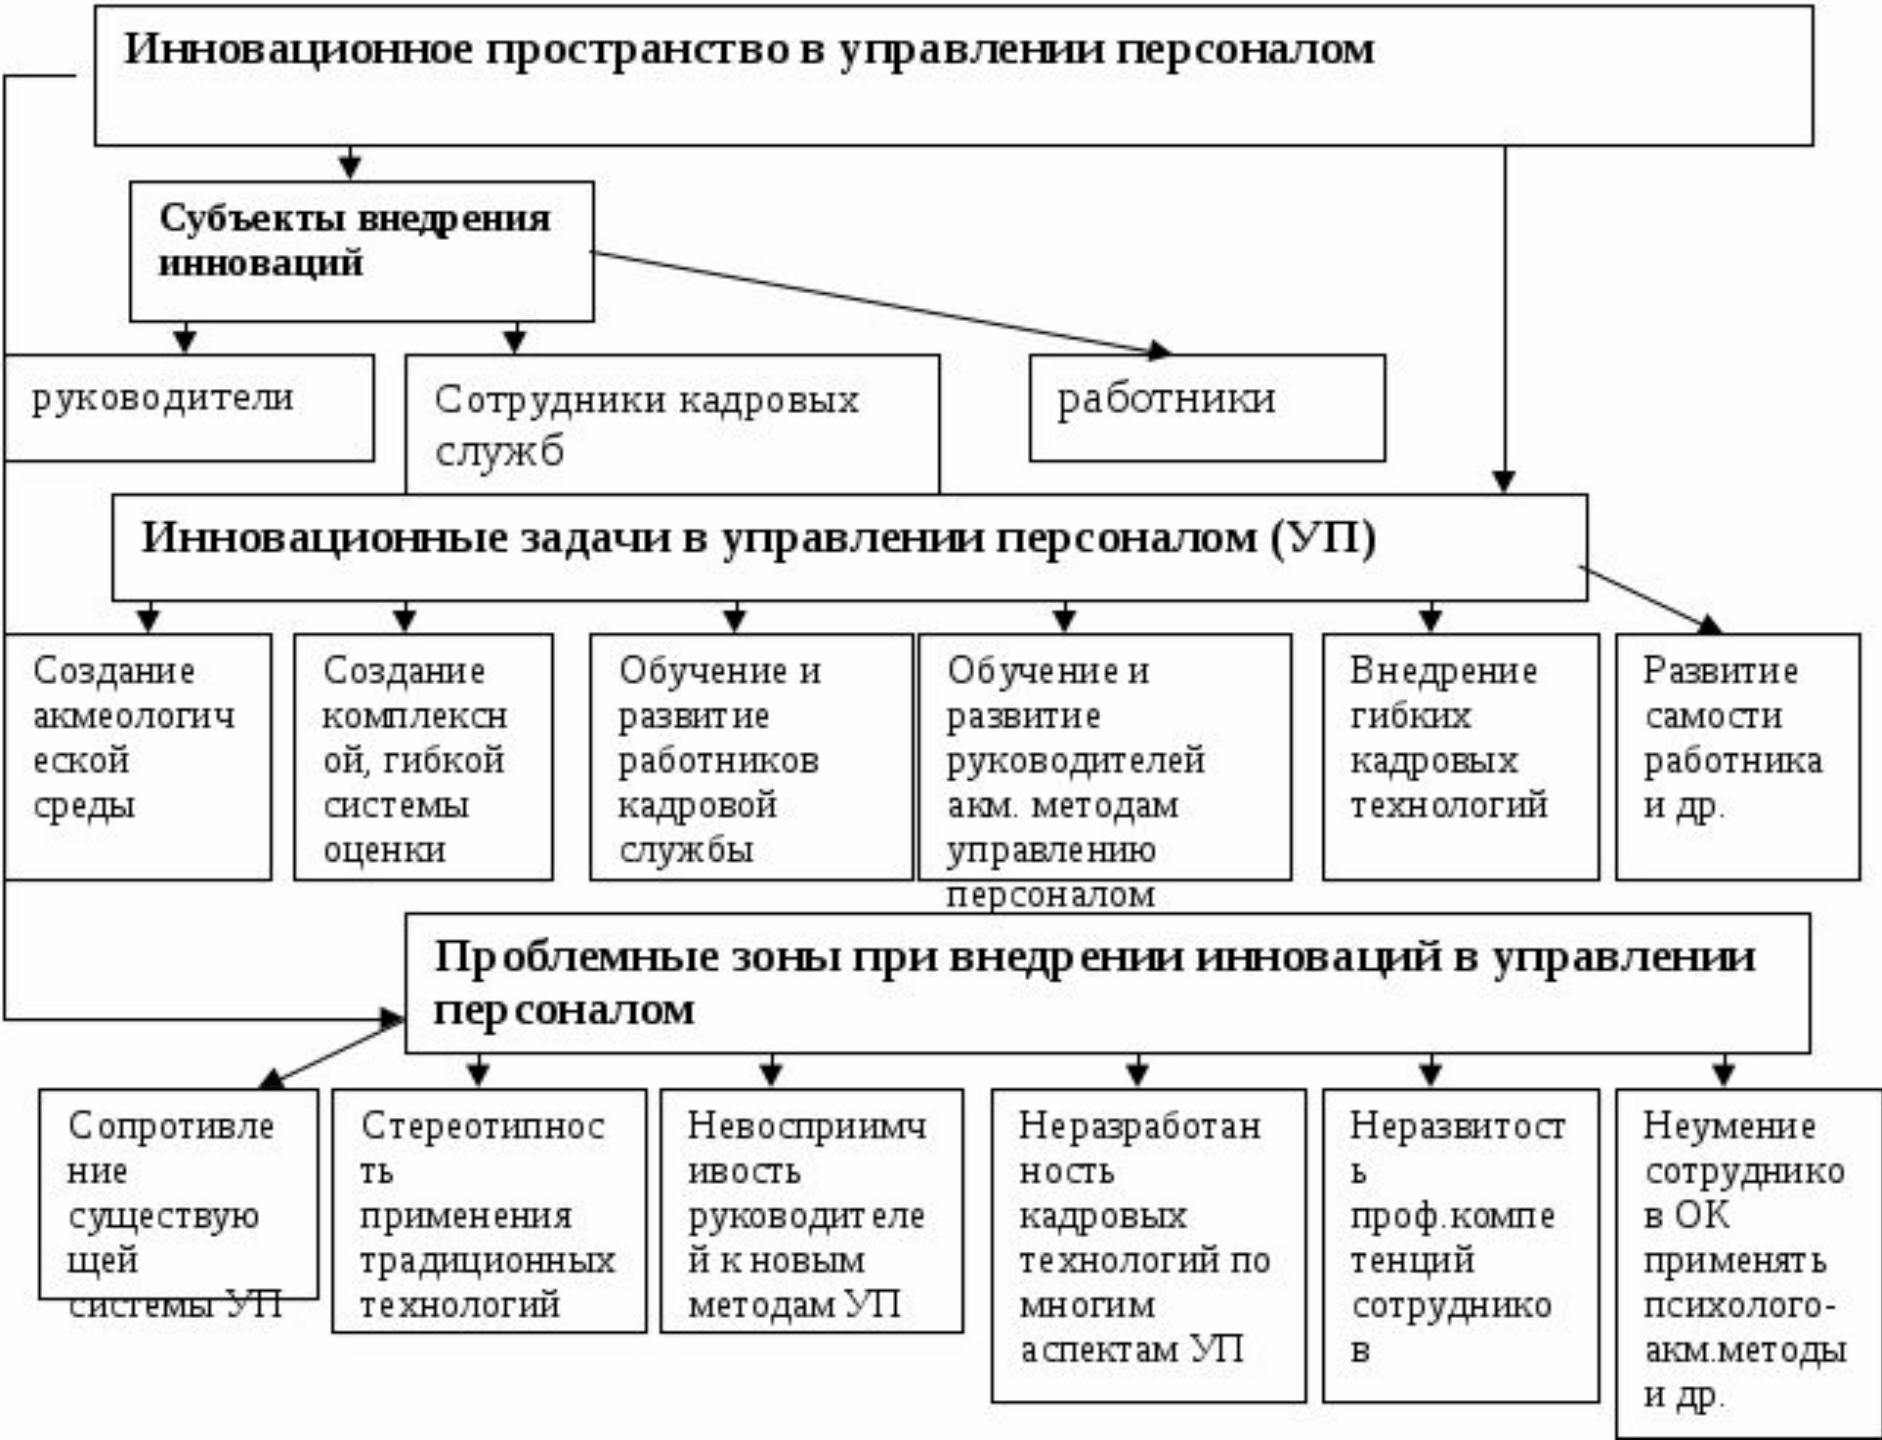 Инновационное пространство в управлении персоналом
Субъекты внедрения
инноваций
руководители
Сотрудники кадровых
служб
работники
Инновационные задачи в управлении персоналом (УП)
Создание
акмеологич
еской
среды
Создание
комплексн
ой, гибкой
системы
оценки
Обучение и
развитие
работников
кадровой
службы
Обучение и
развитие
руководителей
акм. методам
управлению
персоналом
Внедрение
гибких
кадровых
технологий
Развитие
самости
работника
и др.
Проблемные зоны при внедрении инноваций в управлении
персоналом
Сопротивле
ние
существую
щей
системы УП
Стереотипнос
ть
применения
традиционных
технологий
Невосприимч
ивость
руководителе
й к новым
методам УП
Неразработан
ность
кадровых
технологий по
многим
аспектам УП
Неразвитост
ь
проф.компе
тенций
сотруднико
в
Неумение
сотруднико
в ОК
применять
психолого-
акм.методы
и др.